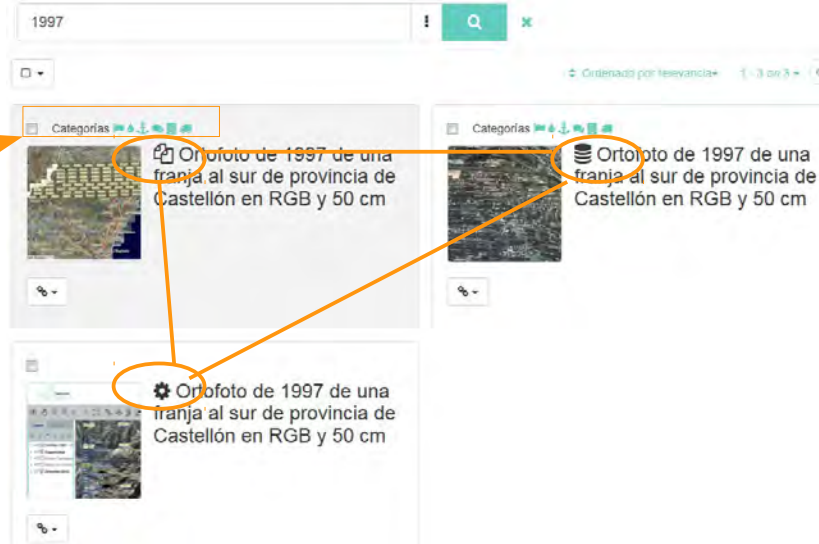 1997
Ordenado por relevancia 1 - 3 on 3
Categorías
Ortofoto de 1997 de una
franja al sur de provincia de
Castellón en RGB y 50 cm
Categorías
Ortofoto de 1997 de una
franja al sur de provincia de
Castellón en RGB y 50 cm
Ortofoto de 1997 de una
franja al sur de provincia de
Castellón en RGB y 50 cm